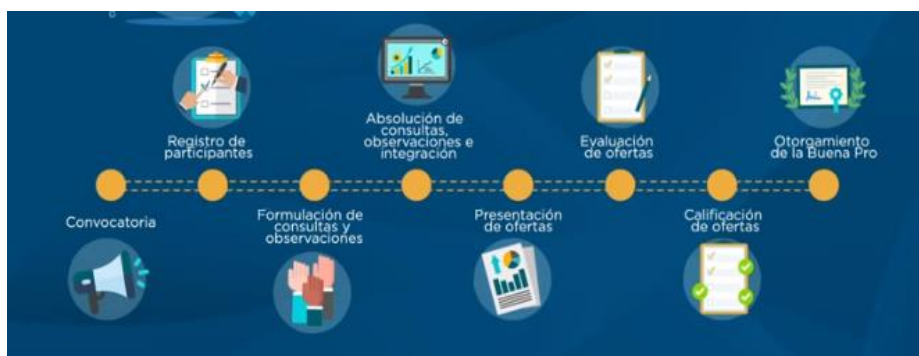 Convocatoria
Registro de
participantes
Formulación de
consultas y
observaciones
Absolución de
consultas,
observaciones e
integración
Presentación
de ofertas
Evaluación
de ofertas
Calificación
de ofertas
Otorgamiento
de la Buena Pro